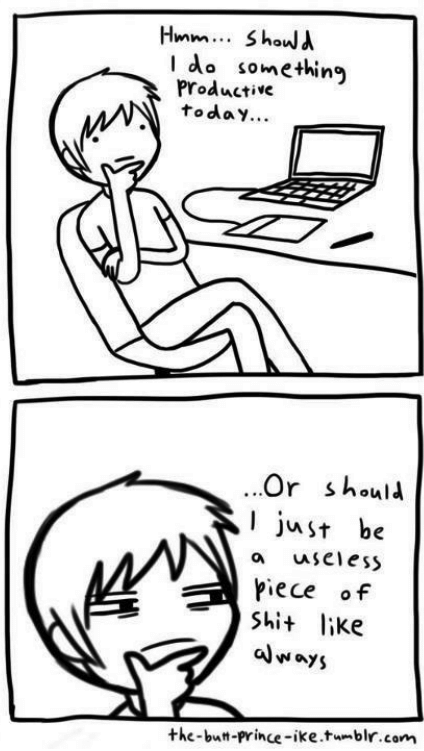 Hmm... Should
I do something
Productive
today...
...Or should
I just be
a useless
piece of
shit like
always
the-butt-prince-ike.tumblr.com